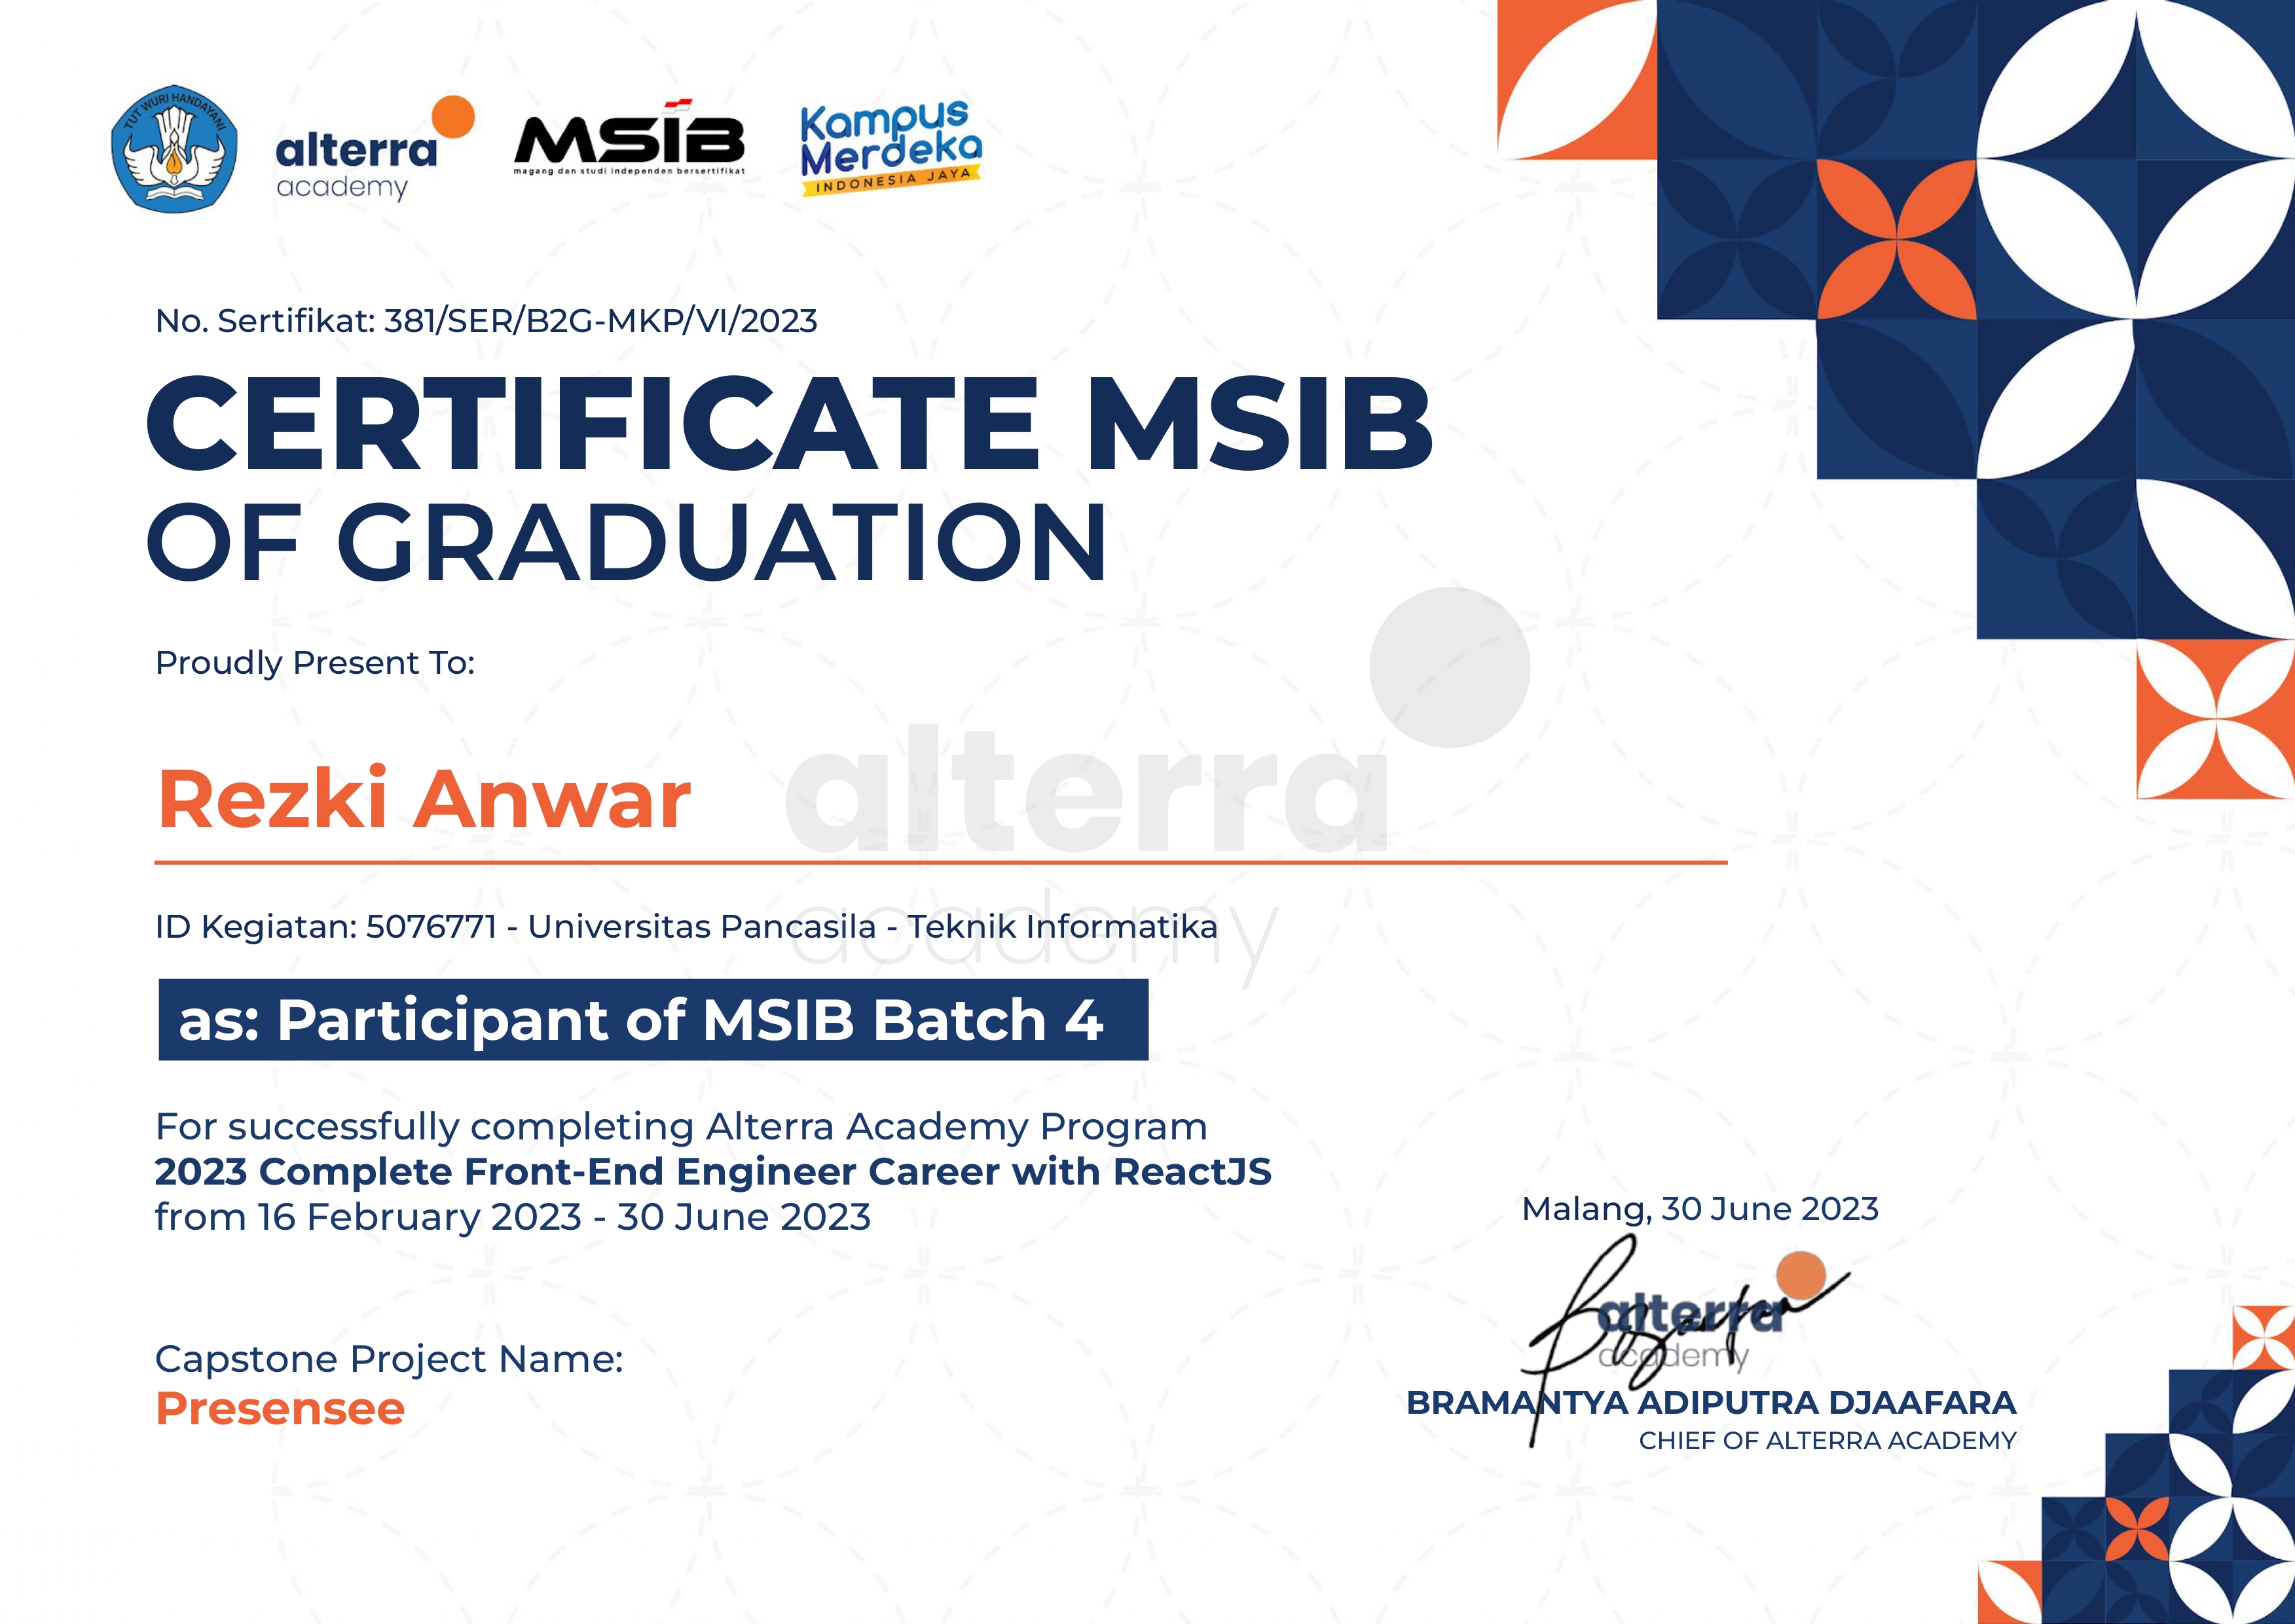 TUT WURI HANDAYANI
alterra
academy
MSIB
magang dan studi independen bersertifikat
Kampus
Merdeka
INDONESIA JAYA
No. Sertifikat: 381/SER/B2G-MKP/VI/2023
CERTIFICATE MSIB
OF GRADUATION
Proudly Present To:
alterra
academy
Rezki Anwar
ID Kegiatan: 5076771 - Universitas Pancasila - Teknik Informatika
as: Participant of MSIB Batch 4
For successfully completing Alterra Academy Program
2023 Complete Front-End Engineer Career with ReactJS
from 16 February 2023 - 30 June 2023
Capstone Project Name:
Presensee
Malang, 30 June 2023
alterra
academy
BRAMANTYA ADIPUTRA DJAAFARA
CHIEF OF ALTERRA ACADEMY